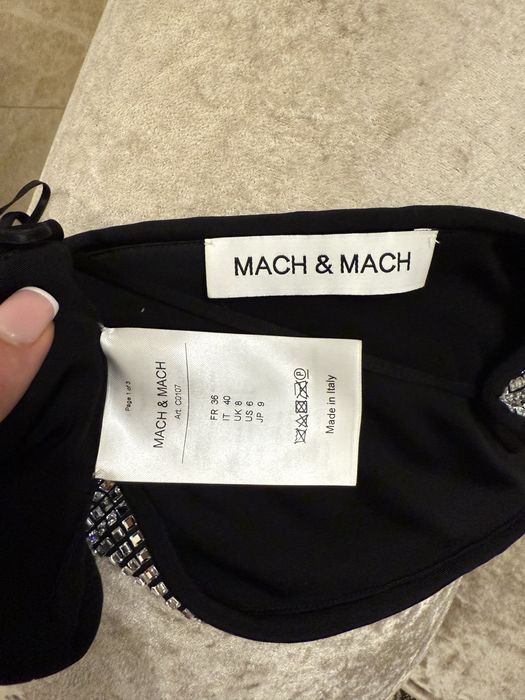 MACH & MACH
Page 1 of 3
MACH & MACH
Art. C0107
FR 36
IT 40
UK 8
US 6
JP 9
P
Made in Italy